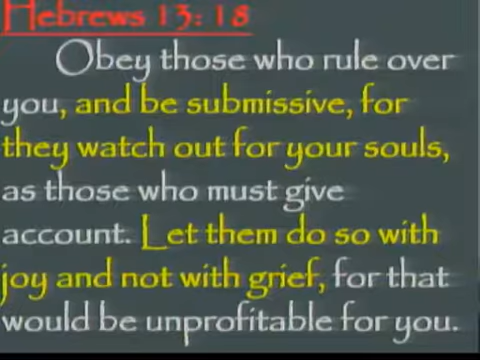 Hebrews 13: 18
Obey those who rule over
you, and be submissive, for
they watch out for your souls,
as those who must give
account. Let them do so with
joy and not with grief, for that
would be unprofitable for you.